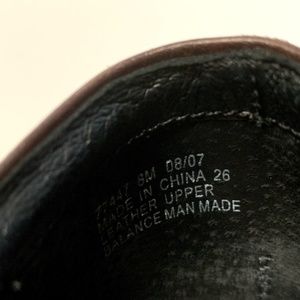 8M 08/07
MADE IN CHINA 26
LEATHER UPPER
BALANCE MAN MADE